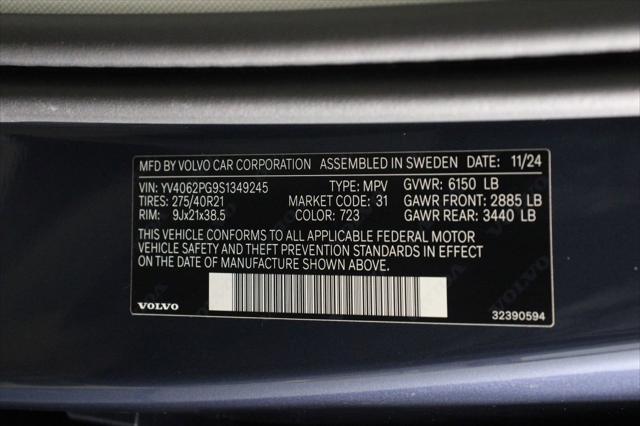 MFD BY VOLVO CAR CORPORATION ASSEMBLED IN SWEDEN DATE: 11/24
VIN: YV4062PG9S1349245 TYPE: MPV GVWR: 6150 LB
TIRES: 275/40R21 MARKET CODE: 31 GAWR FRONT: 2885 LB
RIM: 9Jx21x38.5 COLOR: 723 GAWR REAR: 3440 LB
THIS VEHICLE CONFORMS TO ALL APPLICABLE FEDERAL MOTOR
VEHICLE SAFETY AND THEFT PREVENTION STANDARDS IN EFFECT
ON THE DATE OF MANUFACTURE SHOWN ABOVE.
VOLVO 32390594